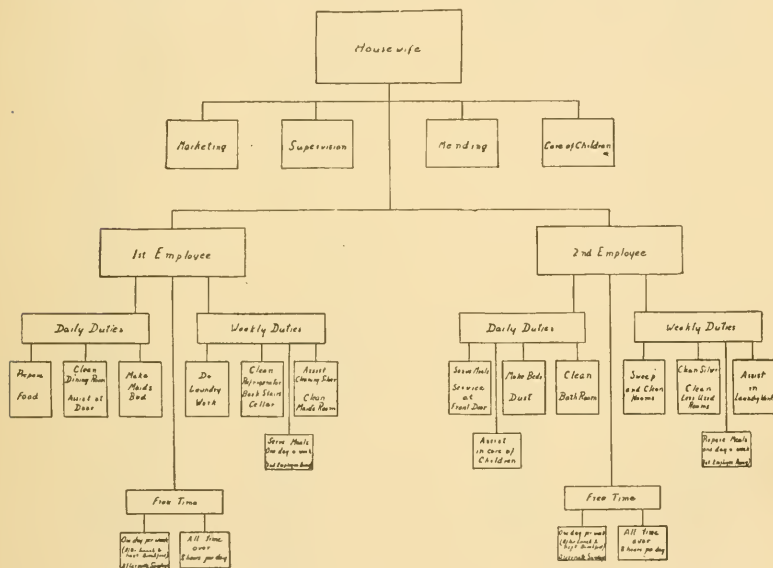 Housewife
Marketing
Supervision
Mending
Care of Children
1st Employee
2nd Employee
Daily Duties
Weekly Duties
Prepare
Food
Clean
Dining Room
Assist at
Door
Make
Maids
Bed
Do
Laundry
Work
Clean
Refrigerator
Back Stairs
Cellar
Assist
Cleaning Silver
Clean
Maids Room
Serve Meals
One day a week
Free Time
One day per week
Alternate Sundays
All time
over
8 hours per day
Daily Duties
Weekly Duties
Serve Meals
Service
at
Front Door
Make Beds
Dust
Clean
Bath Room
Assist
in care of
Children
Sweep
and Clean
Rooms
Clean Silver
Clean
Less Used
Rooms
Assist
in
Laundry Work
Prepare Meals
one day a week
Free Time
One day per week
Alternate Sundays
All time
over
8 hours per day